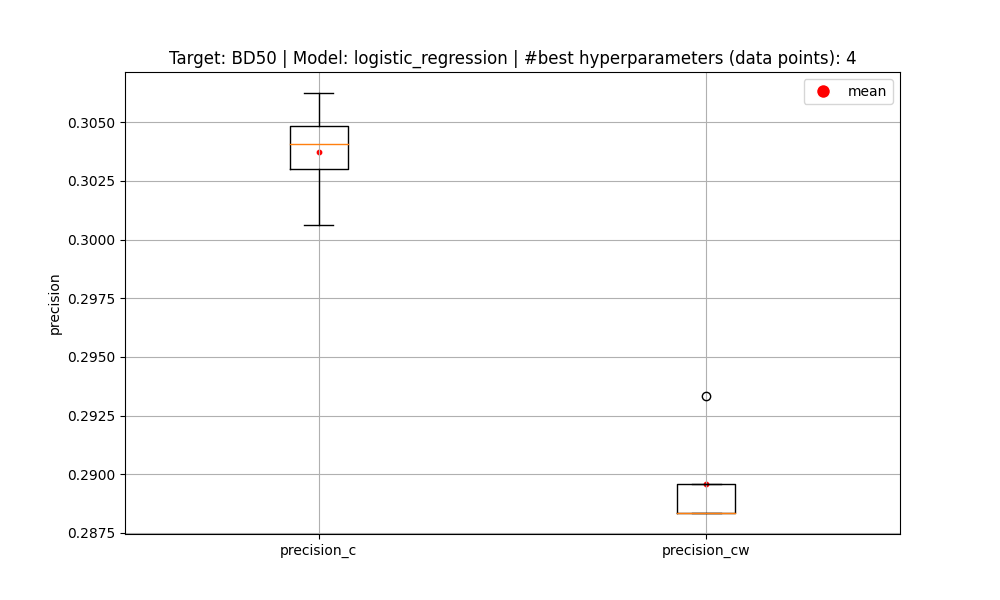 Target: BD50 | Model: logistic_regression | #best hyperparameters (data points): 4
mean
0.3050
0.3025
0.3000
0.2975
0.2950
0.2925
0.2900
0.2875
precision
precision_c
precision_cw